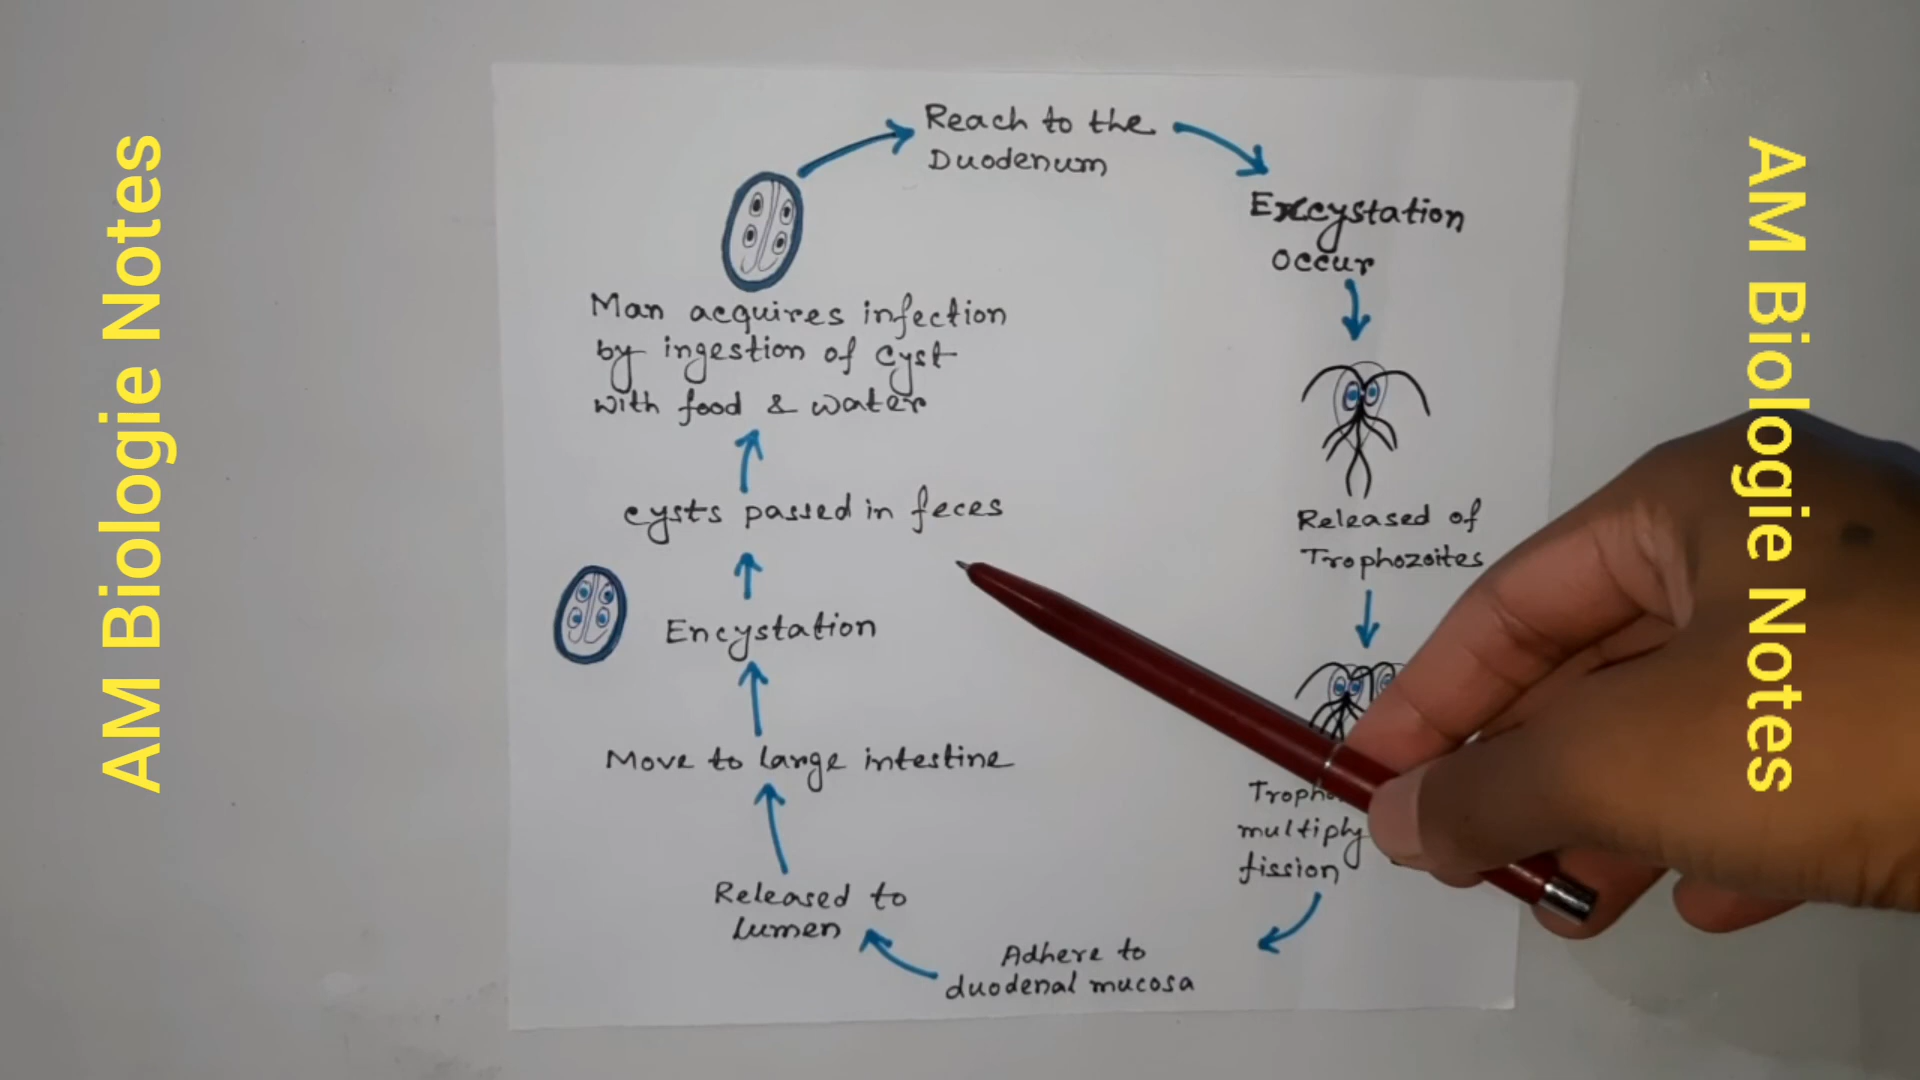 AM Biologie Notes
Reach to the
Duodenum
Excystation
occur
Released of
Trophozoites
multiply
fission
Adhere to
duodenal mucosa
Released to
lumen
Move to large intestine
Encystation
cysts passed in feces
Man acquires infection
by ingestion of cyst
with food & water
AM Biologie Notes